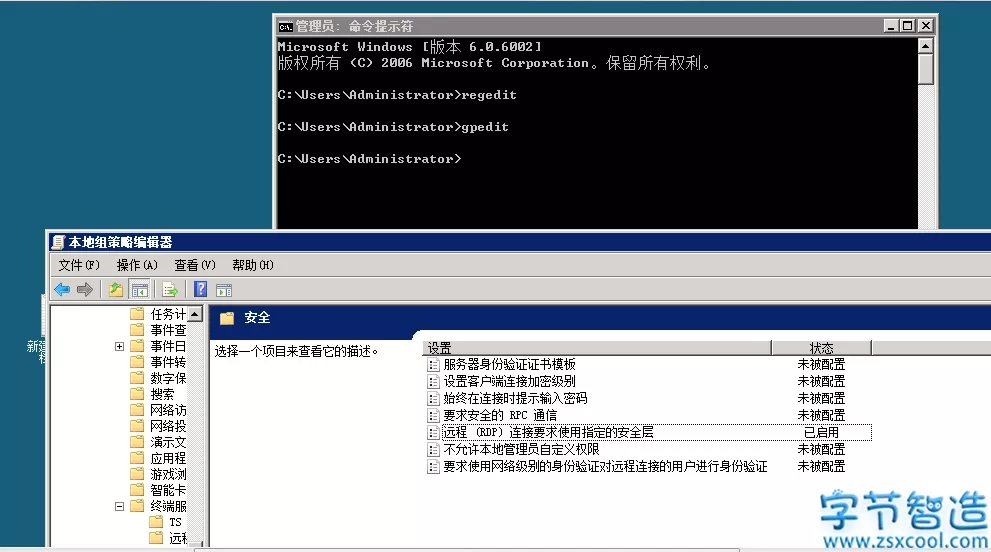 管理员: 命令提示符
Microsoft Windows [版本 6.0.6002]
版权所有 (C) 2006 Microsoft Corporation。保留所有权利。
C:\Users\Administrator>regedit
C:\Users\Administrator>gpedit
C:\Users\Administrator>
本地组策略编辑器
文件(F) 操作(A) 查看(V) 帮助(H)
任务计
事件查
事件日
事件转
数字保
搜索
网络访
网络投
演示文
应用程
游戏浏
智能卡
终端服
TS
远程
安全
选择一个项目来查看它的描述。
设置 状态
服务器身份验证证书模板 未被配置
设置客户端连接加密级别 未被配置
始终在连接时提示输入密码 未被配置
要求安全的 RPC 通信 未被配置
远程 (RDP) 连接要求使用指定的安全层 已启用
不允许本地管理员自定义权限 未被配置
要求使用网络级别的身份验证对远程连接的用户进行身份验证 未被配置
字节智造
www.zsxcool.com